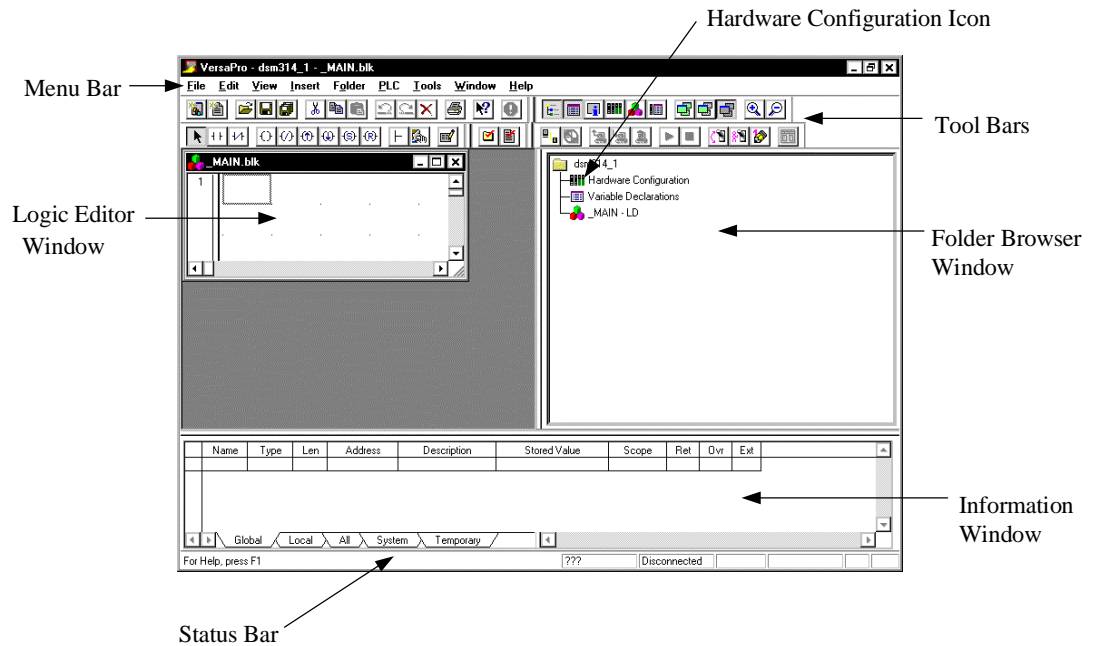 Hardware Configuration Icon
VersaPro - dsm314_1 - _MAIN.blk
Menu Bar
File Edit View Insert Folder PLC Tools Window Help
Tool Bars
_MAIN.blk
1
Hardware Configuration
Variable Declarations
_MAIN - LD
Logic Editor
Window
Folder Browser
Window
Name Type Len Address Description Stored Value Scope Ret Ovr Ext
Information
Window
Global Local All System Temporary
For Help, press F1 ??? Disconnected
Status Bar